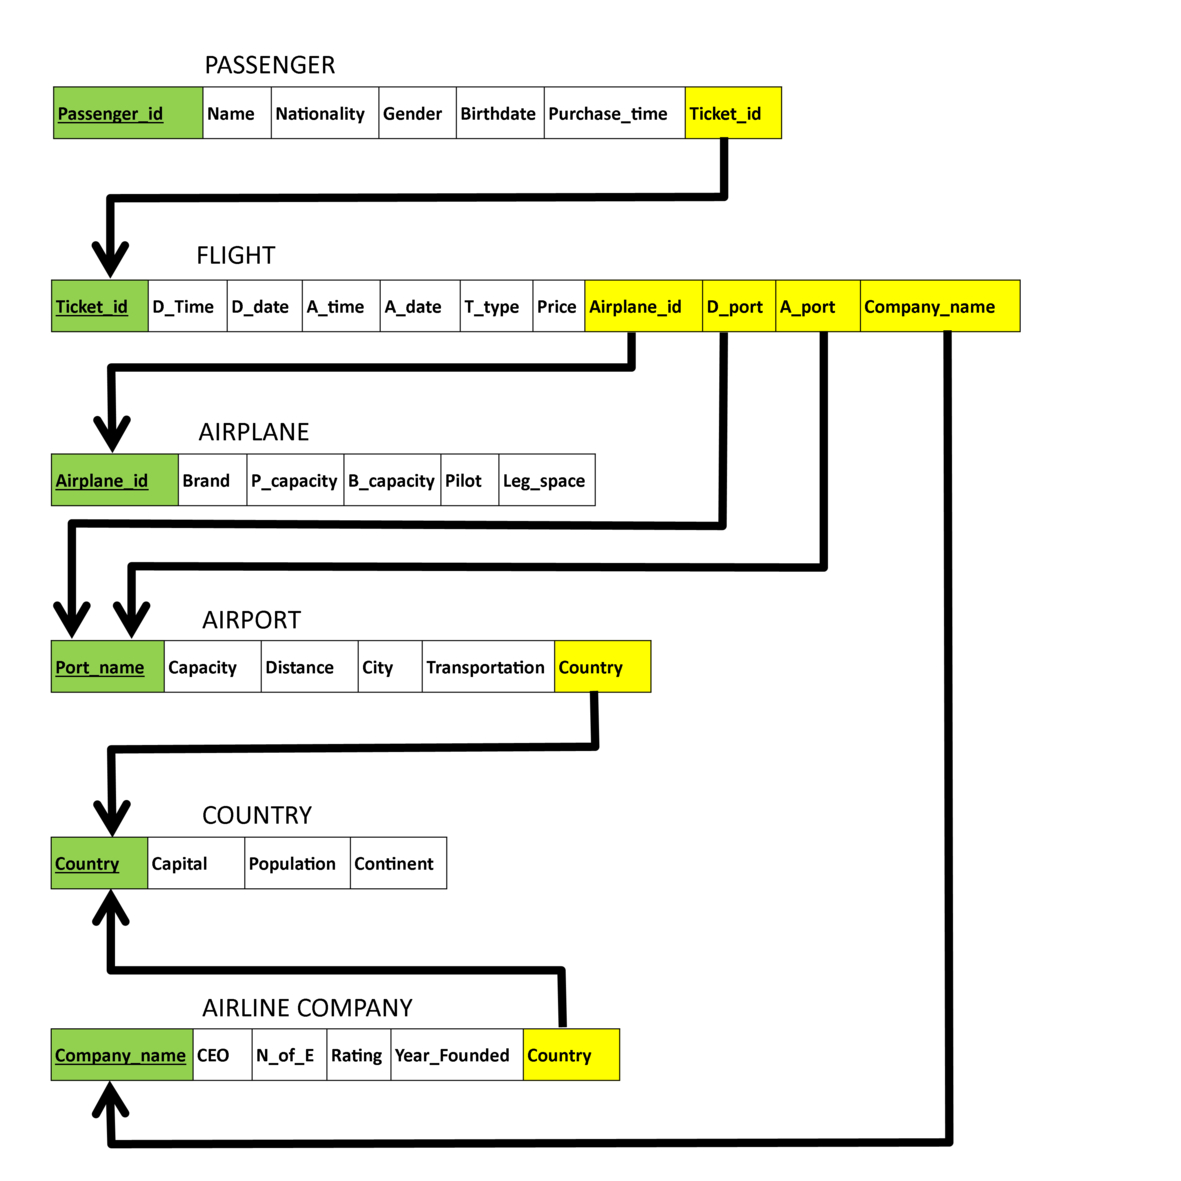 PASSENGER
Passenger_id Name Nationality Gender Birthdate Purchase_time Ticket_id
FLIGHT
Ticket_id D_Time D_date A_time A_date T_type Price Airplane_id D_port A_port Company_name
AIRPLANE
Airplane_id Brand P_capacity B_capacity Pilot Leg_space
AIRPORT
Port_name Capacity Distance City Transportation Country
COUNTRY
Country Capital Population Continent
AIRLINE COMPANY
Company_name CEO N_of_E Rating Year_Founded Country